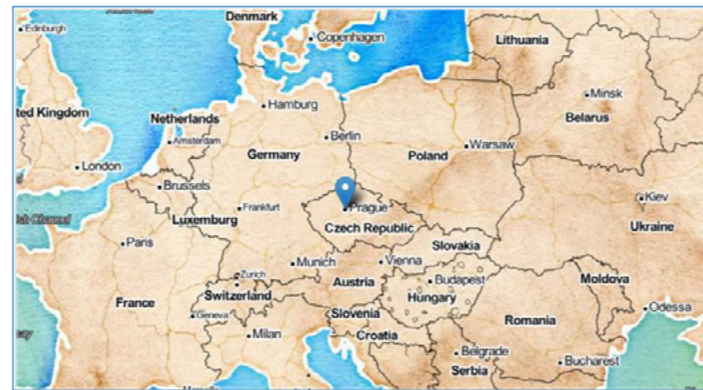 Denmark
Edinburgh
Copenhagen
Lithuania
Minsk
Hamburg
ted Kingdom
Netherlands
Belarus
Amsterdam
Berlin
Warsaw
Germany
Poland
London
Brussels
Kiev
Frankfurt
Prague
Luxemburg
Czech Republic
Ukraine
Paris
Slovakia
Munich
Vienna
Zurich
Moldova
Austria
Budapest
Switzerland
Hungary
France
Geneva
Slovenia
Romania
Odessa
Croatia
Milan
Belgrade
Bucharest
Serbia